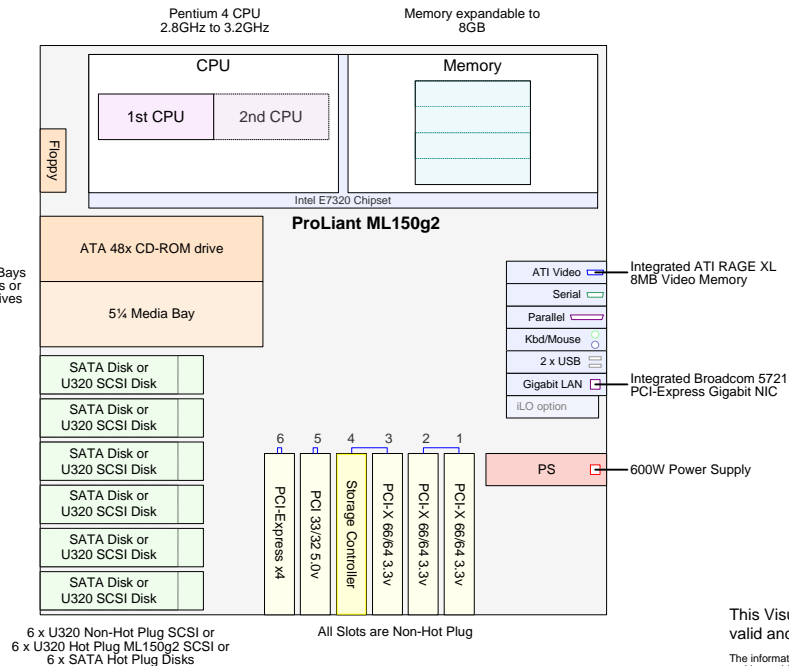 Pentium 4 CPU
2.8GHz to 3.2GHz
Memory expandable to
8GB
CPU
Memory
1st CPU
2nd CPU
Floppy
Intel E7320 Chipset
ProLiant ML150g2
ATA 48x CD-ROM drive
5¼ Media Bay
Bays
s or
ives
ATI Video
Serial
Parallel
Kbd/Mouse
2 x USB
Gigabit LAN
iLO option
Integrated ATI RAGE XL
8MB Video Memory
Integrated Broadcom 5721
PCI-Express Gigabit NIC
SATA Disk or
U320 SCSI Disk
SATA Disk or
U320 SCSI Disk
SATA Disk or
U320 SCSI Disk
SATA Disk or
U320 SCSI Disk
SATA Disk or
U320 SCSI Disk
SATA Disk or
U320 SCSI Disk
6 5 4 3 2 1
PCI-Express x4
PCI 33/32 5.0v
Storage Controller
PCI-X 66/64 3.3v
PCI-X 66/64 3.3v
PCI-X 66/64 3.3v
PS
600W Power Supply
All Slots are Non-Hot Plug
6 x U320 Non-Hot Plug SCSI or
6 x U320 Hot Plug ML150g2 SCSI or
6 x SATA Hot Plug Disks
This Visu
valid and
The informat